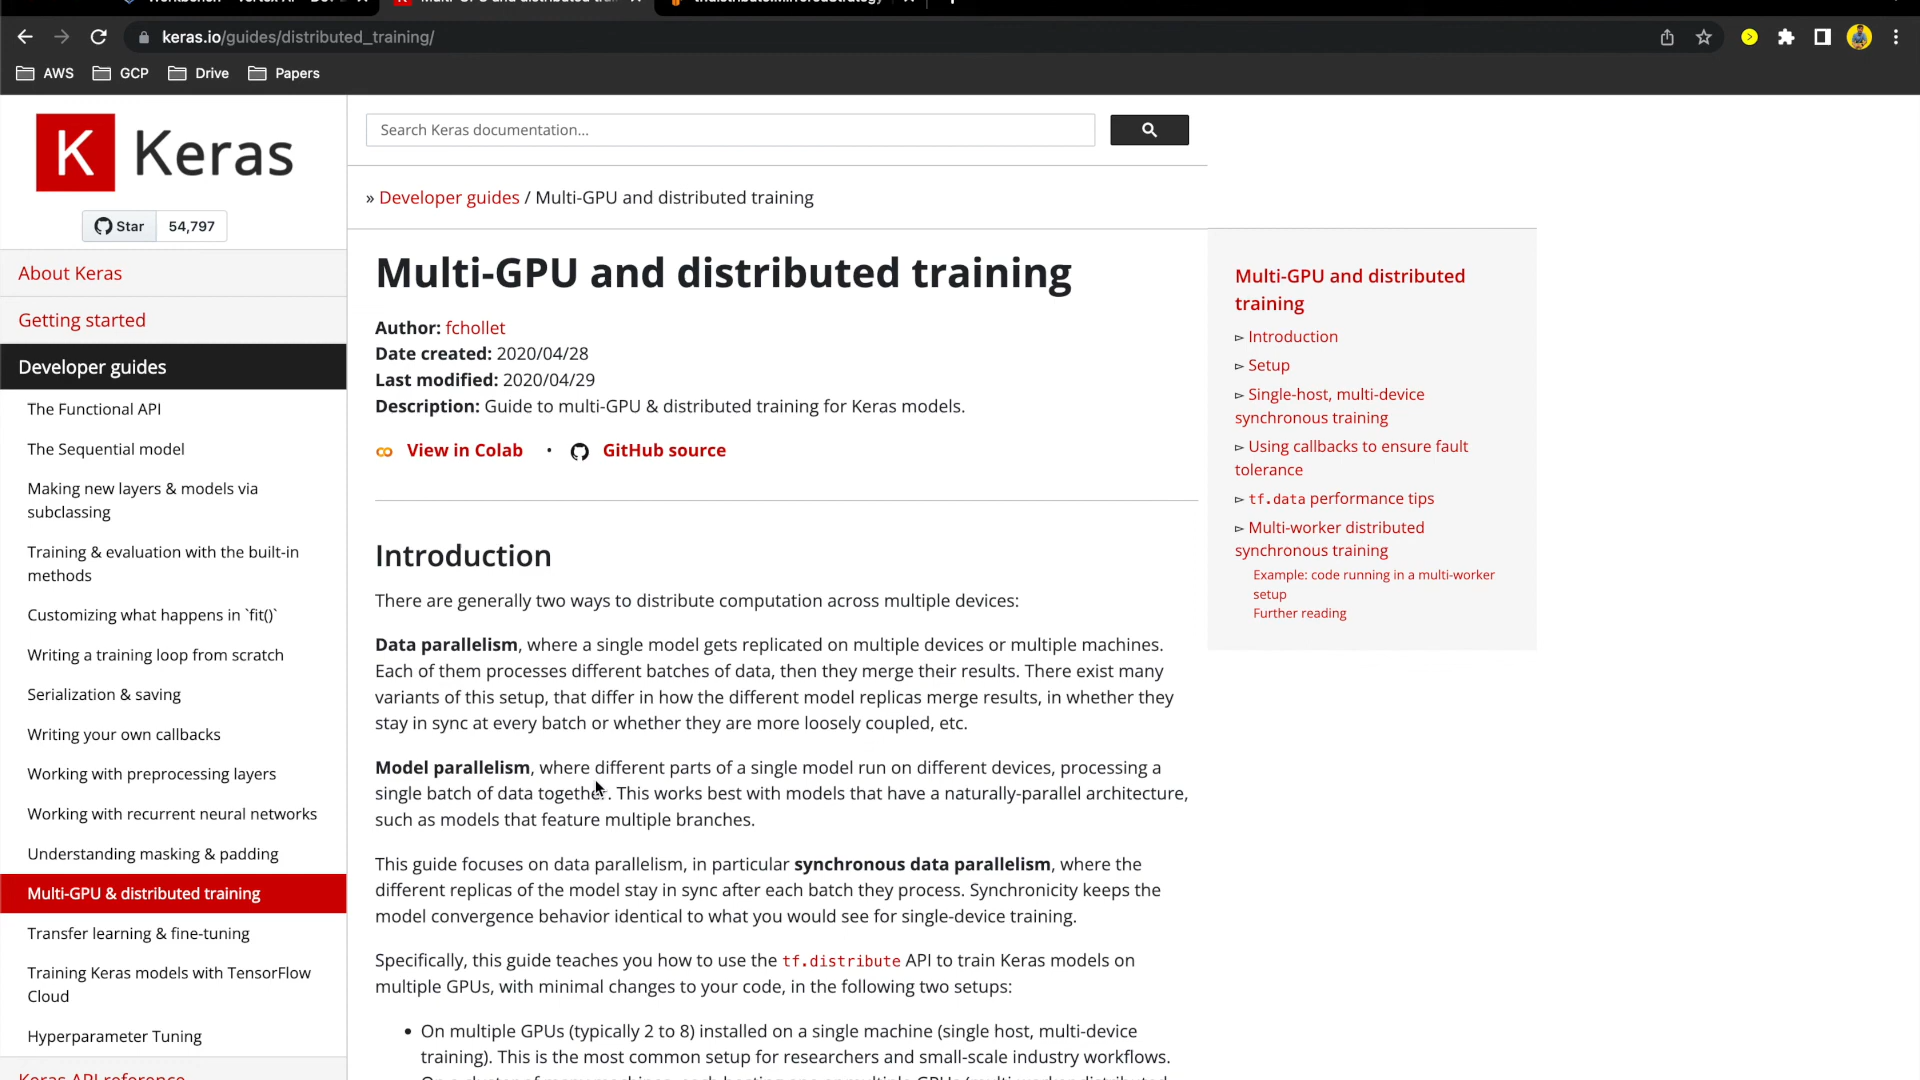 keras.io/guides/distributed_training/
AWS GCP Drive Papers
K Keras
Star 54,797
About Keras
Getting started
Developer guides
The Functional API
The Sequential model
Making new layers & models via
subclassing
Training & evaluation with the built-in
methods
Customizing what happens in `fit()`
Writing a training loop from scratch
Serialization & saving
Writing your own callbacks
Working with preprocessing layers
Working with recurrent neural networks
Understanding masking & padding
Multi-GPU & distributed training
Transfer learning & fine-tuning
Training Keras models with TensorFlow
Cloud
Hyperparameter Tuning
Keras API reference
Search Keras documentation...
» Developer guides / Multi-GPU and distributed training
Multi-GPU and distributed training
Author: fchollet
Date created: 2020/04/28
Last modified: 2020/04/29
Description: Guide to multi-GPU & distributed training for Keras models.
View in Colab • GitHub source
Introduction
There are generally two ways to distribute computation across multiple devices:
Data parallelism, where a single model gets replicated on multiple devices or multiple machines.
Each of them processes different batches of data, then they merge their results. There exist many
variants of this setup, that differ in how the different model replicas merge results, in whether they
stay in sync at every batch or whether they are more loosely coupled, etc.
Model parallelism, where different parts of a single model run on different devices, processing a
single batch of data together. This works best with models that have a naturally-parallel architecture,
such as models that feature multiple branches.
This guide focuses on data parallelism, in particular synchronous data parallelism, where the
different replicas of the model stay in sync after each batch they process. Synchronicity keeps the
model convergence behavior identical to what you would see for single-device training.
Specifically, this guide teaches you how to use the tf.distribute API to train Keras models on
multiple GPUs, with minimal changes to your code, in the following two setups:
• On multiple GPUs (typically 2 to 8) installed on a single machine (single host, multi-device
training). This is the most common setup for researchers and small-scale industry workflows.
Multi-GPU and distributed
training
▻ Introduction
▻ Setup
▻ Single-host, multi-device
synchronous training
▻ Using callbacks to ensure fault
tolerance
▻ tf.data performance tips
▻ Multi-worker distributed
synchronous training
Example: code running in a multi-worker
setup
Further reading